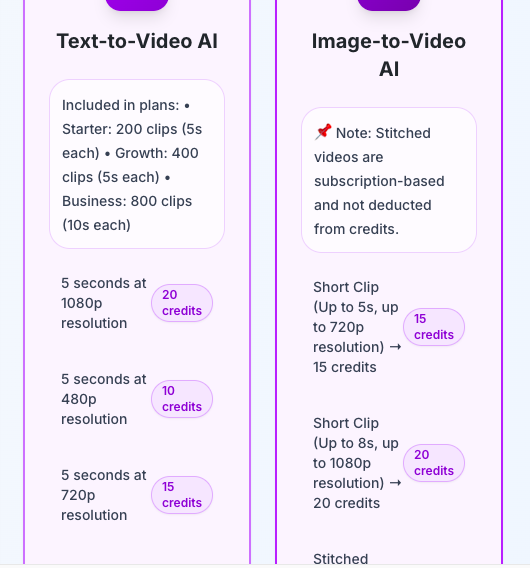 Text-to-Video AI
Included in plans: •
Starter: 200 clips (5s
each) • Growth: 400
clips (5s each) •
Business: 800 clips
(10s each)
5 seconds at
1080p
resolution
20
credits
5 seconds at
480p
resolution
10
credits
5 seconds at
720p
resolution
15
credits
Image-to-Video
AI
📌 Note: Stitched
videos are
subscription-based
and not deducted
from credits.
Short Clip
(Up to 5s, up
to 720p
resolution) →
15 credits
15
credits
Short Clip
(Up to 8s, up
to 1080p
resolution) →
20 credits
20
credits
Stitched